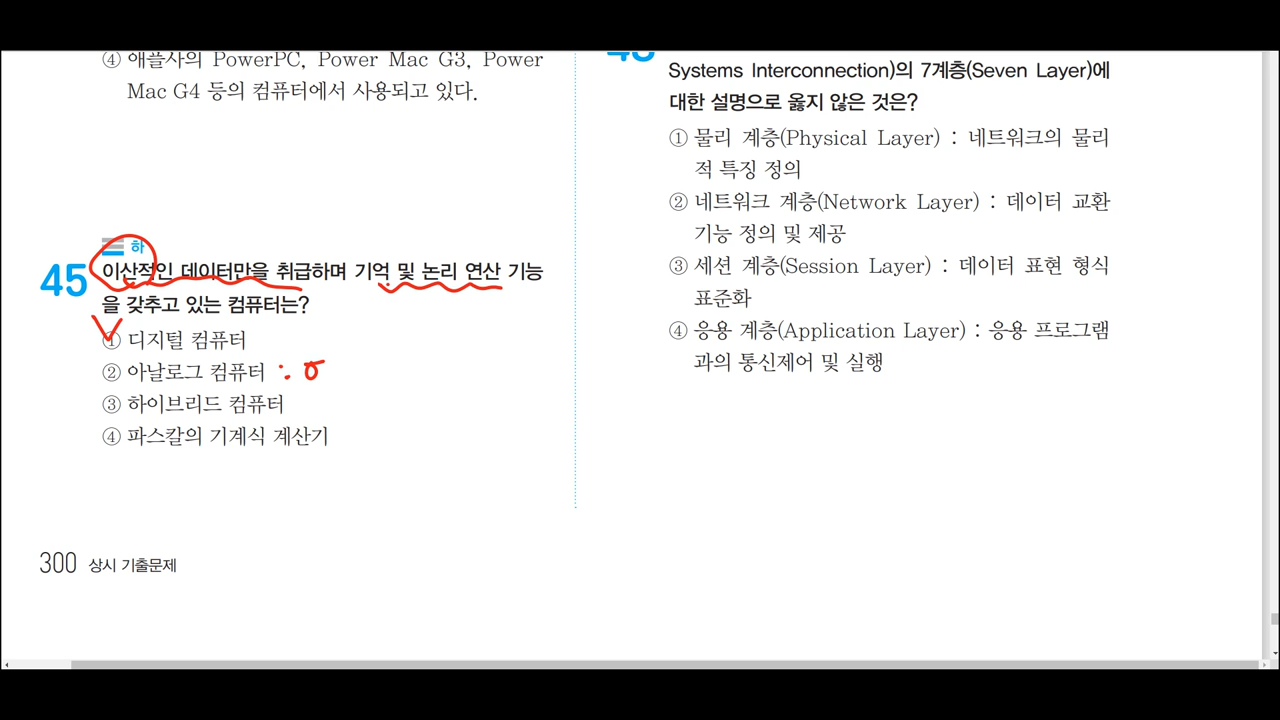 ④ 애플사의 PowerPC, Power Mac G3, Power
Mac G4 등의 컴퓨터에서 사용되고 있다.
하
45 이산적인 데이터만을 취급하며 기억 및 논리 연산 기능
을 갖추고 있는 컴퓨터는?
① 디지털 컴퓨터
② 아날로그 컴퓨터 :
③ 하이브리드 컴퓨터
④ 파스칼의 기계식 계산기
300 상시 기출문제
Systems Interconnection)의 7계층(Seven Layer)에
대한 설명으로 옳지 않은 것은?
① 물리 계층(Physical Layer) : 네트워크의 물리
적 특징 정의
② 네트워크 계층(Network Layer) : 데이터 교환
기능 정의 및 제공
③ 세션 계층(Session Layer) : 데이터 표현 형식
표준화
④ 응용 계층(Application Layer) : 응용 프로그램
과의 통신제어 및 실행